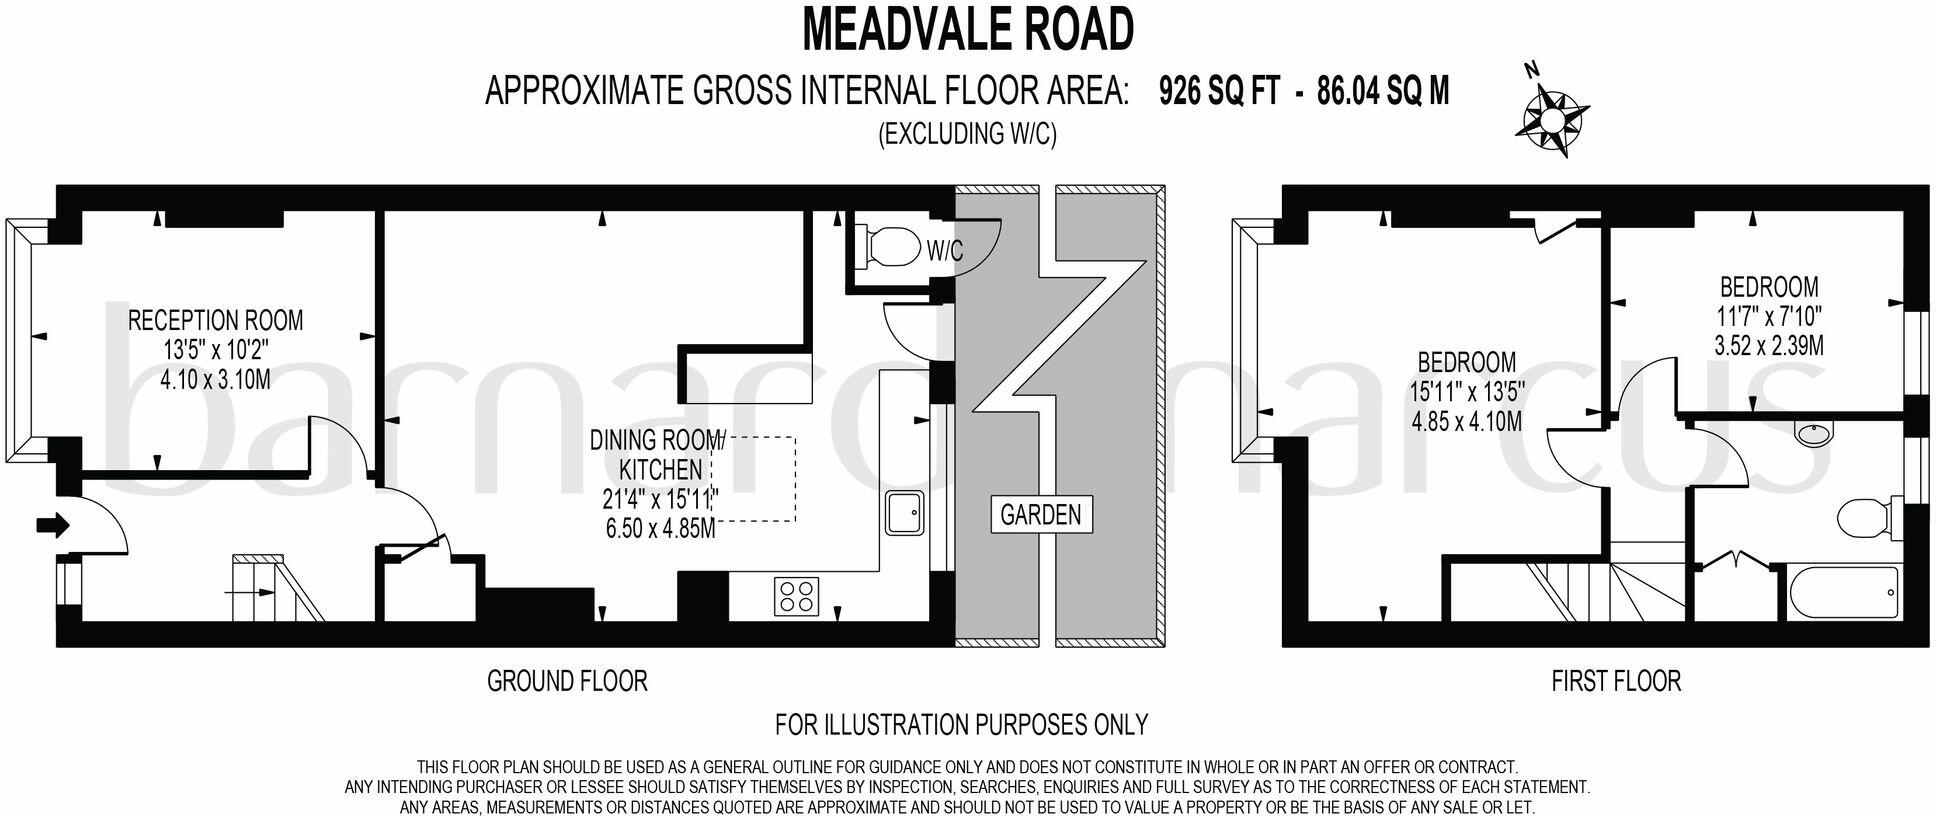 MEADVALE ROAD
APPROXIMATE GROSS INTERNAL FLOOR AREA: 926 SQ FT - 86.04 SQ M
(EXCLUDING W/C)
N
RECEPTION ROOM
13'5" x 10'2"
4.10 x 3.10M
W/C
DINING ROOM/
KITCHEN
21'4" x 15'11"
6.50 x 4.85M
GARDEN
BEDROOM
15'11" x 13'5"
4.85 x 4.10M
BEDROOM
11'7" x 7'10"
3.52 x 2.39M
barnard marcus
GROUND FLOOR
FIRST FLOOR
FOR ILLUSTRATION PURPOSES ONLY
THIS FLOOR PLAN SHOULD BE USED AS A GENERAL OUTLINE FOR GUIDANCE ONLY AND DOES NOT CONSTITUTE IN WHOLE OR IN PART AN OFFER OR CONTRACT.
ANY INTENDING PURCHASER OR LESSEE SHOULD SATISFY THEMSELVES BY INSPECTION, SEARCHES, ENQUIRIES AND FULL SURVEY AS TO THE CORRECTNESS OF EACH STATEMENT.
ANY AREAS, MEASUREMENTS OR DISTANCES QUOTED ARE APPROXIMATE AND SHOULD NOT BE USED TO VALUE A PROPERTY OR BE THE BASIS OF ANY SALE OR LET.